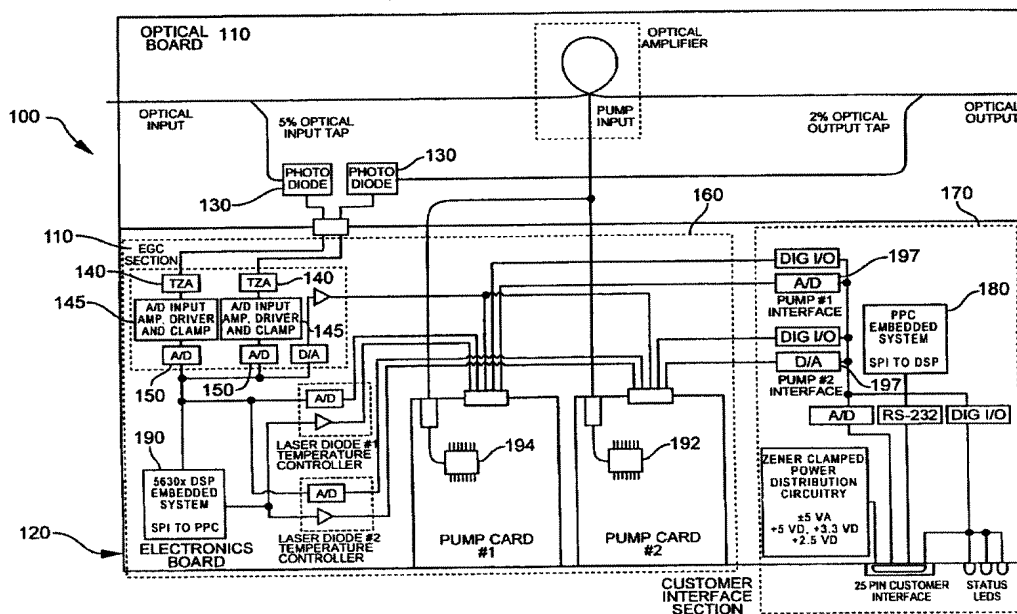 OPTICAL
BOARD 110
OPTICAL
AMPLIFIER
100
OPTICAL
INPUT
5% OPTICAL
INPUT TAP
PUMP
INPUT
2% OPTICAL
OUTPUT TAP
OPTICAL
OUTPUT
PHOTO
DIODE
130
PHOTO
DIODE
130
160
170
110
EGC
SECTION
140
TZA
TZA
140
145
A/D INPUT
AMP, DRIVER
AND CLAMP
A/D INPUT
AMP, DRIVER
AND CLAMP
145
A/D
A/D
D/A
150
150
DIG I/O
197
A/D
PUMP #1
INTERFACE
DIG I/O
D/A
PUMP #2
INTERFACE
197
180
PPC
EMBEDDED
SYSTEM
SPI TO DSP
A/D
RS-232
DIG I/O
A/D
LASER DIODE #1
TEMPERATURE
CONTROLLER
194
192
190
5630x DSP
EMBEDDED
SYSTEM
SPI TO PPC
A/D
LASER DIODE #2
TEMPERATURE
CONTROLLER
ZENER CLAMPED
POWER
DISTRIBUTION
CIRCUITRY
±5 VA
+5 VD, +3.3 VD
+2.5 VD
120
ELECTRONICS
BOARD
PUMP CARD
#1
PUMP CARD
#2
CUSTOMER
INTERFACE
SECTION
25 PIN CUSTOMER
INTERFACE
STATUS
LEDS